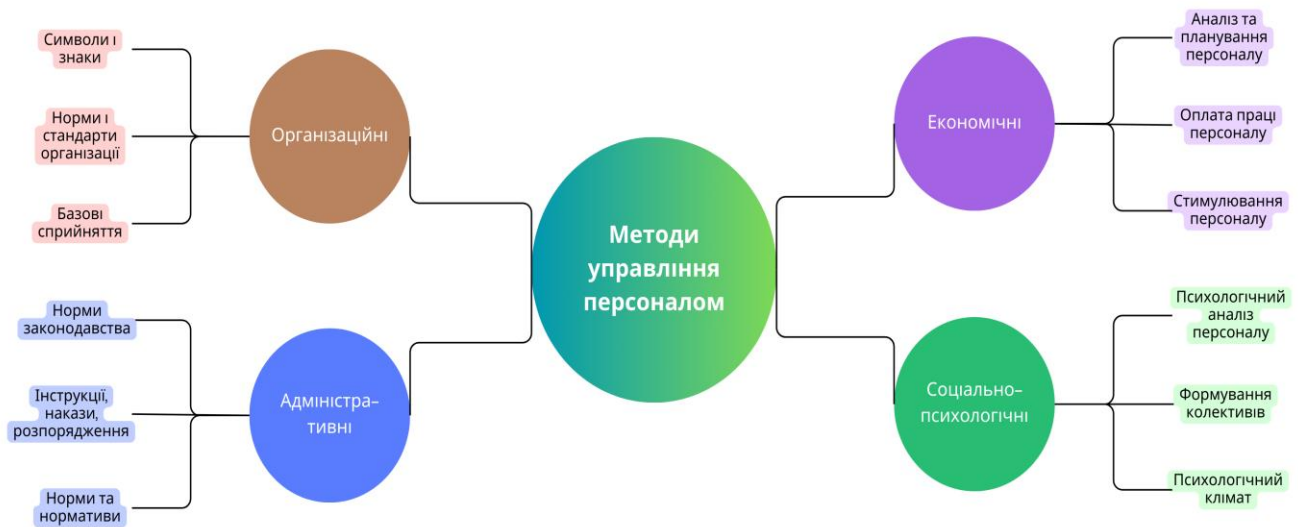 Символи і
знаки
Норми і
стандарти
організації
Базові
сприйняття
Організаційні
Норми
законодавства
Інструкції,
накази,
розпорядження
Норми та
нормативи
Адміністра–
тивні
Методи
управління
персоналом
Економічні
Аналіз та
планування
персоналу
Оплата праці
персоналу
Стимулювання
персоналу
Соціально–
психологічні
Психологічний
аналіз
персоналу
Формування
колективів
Психологічний
клімат